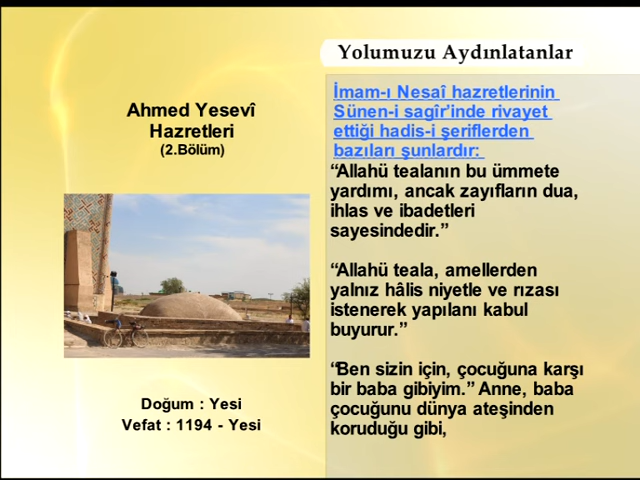 Yolumuzu Aydınlatanlar
Ahmed Yesevî
Hazretleri
(2.Bölüm)
Doğum : Yesi
Vefat : 1194 - Yesi
İmam-ı Nesaî hazretlerinin
Sünen-i sagîr’inde rivayet
ettiği hadis-i şeriflerden
bazıları şunlardır:
“Allahü tealanın bu ümmete
yardımı, ancak zayıfların dua,
ihlas ve ibadetleri
sayesindedir.”
“Allahü teala, amellerden
yalnız hâlis niyetle ve rızası
istenerek yapılanı kabul
buyurur.”
“Ben sizin için, çocuğuna karşı
bir baba gibiyim.” Anne, baba
çocuğunu dünya ateşinden
koruduğu gibi,